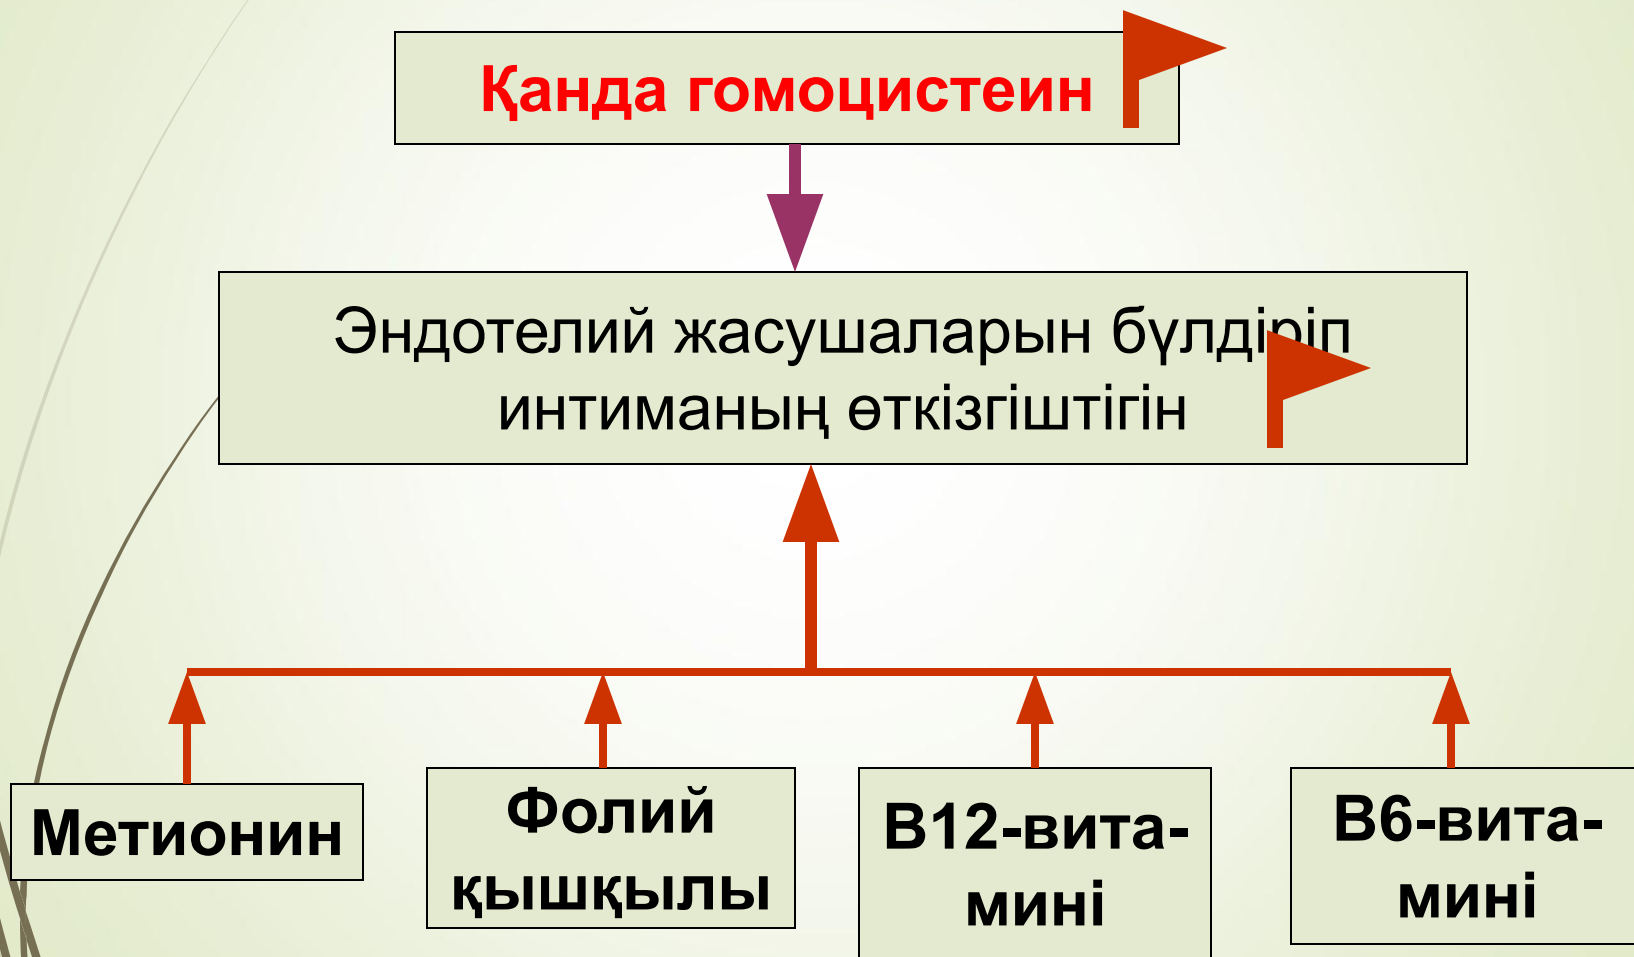 Қанда гомоцистеин
Эндотелий жасушаларын бүлдіріп
интиманың өткізгіштігін
Метионин
Фолий
қышқылы
В12-вита-
мині
В6-вита-
мині